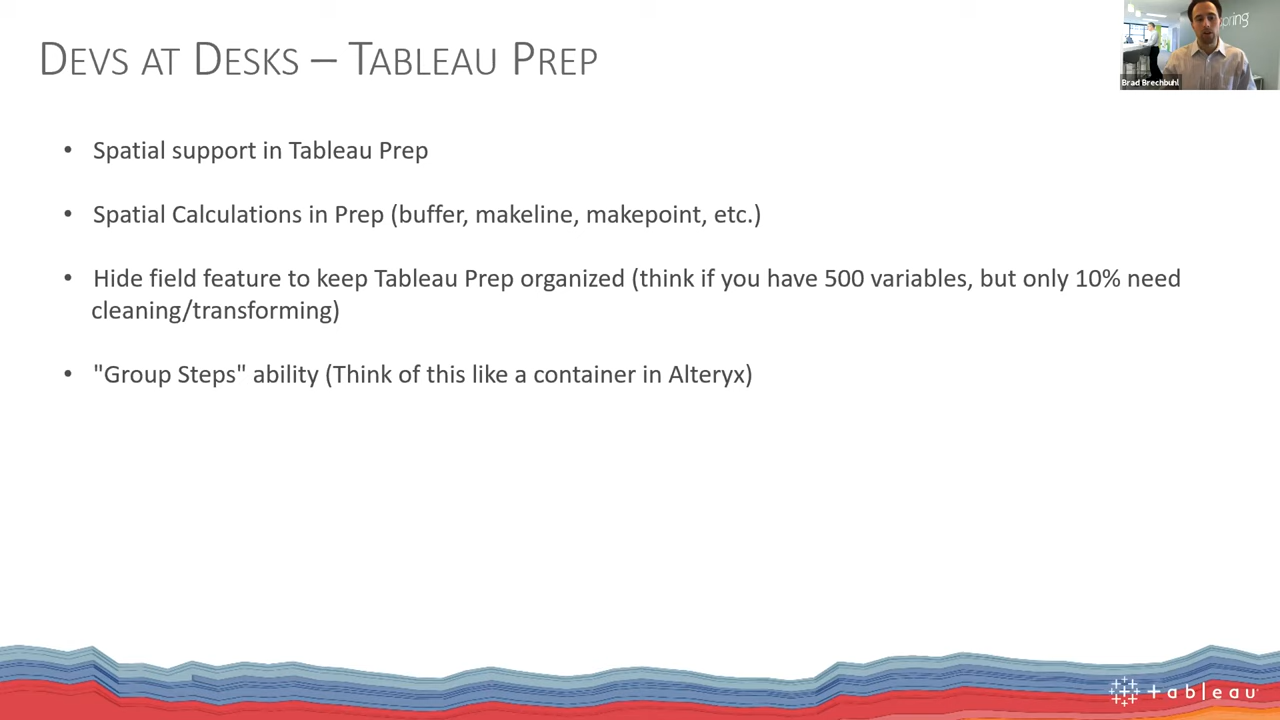 DEVS AT DESKS – TABLEAU PREP
pring
Brad Brechbuhl
• Spatial support in Tableau Prep
• Spatial Calculations in Prep (buffer, makeline, makepoint, etc.)
• Hide field feature to keep Tableau Prep organized (think if you have 500 variables, but only 10% need
cleaning/transforming)
• "Group Steps" ability (Think of this like a container in Alteryx)
+ableau